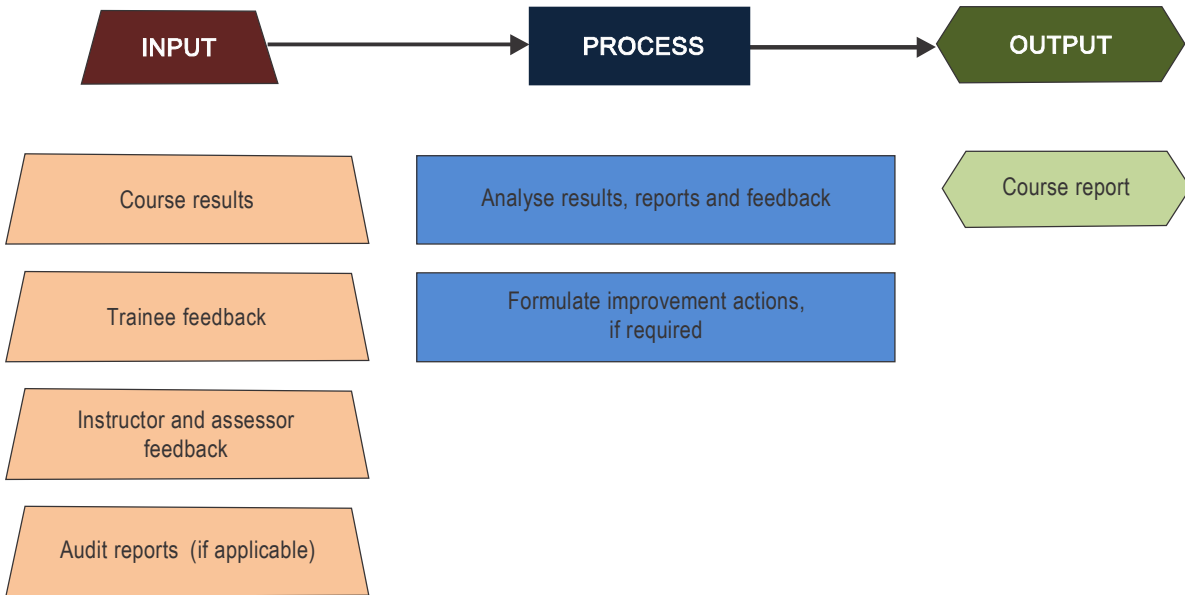 INPUT
PROCESS
OUTPUT
Course results
Analyse results, reports and feedback
Course report
Trainee feedback
Formulate improvement actions,
if required
Instructor and assessor
feedback
Audit reports  (if applicable)